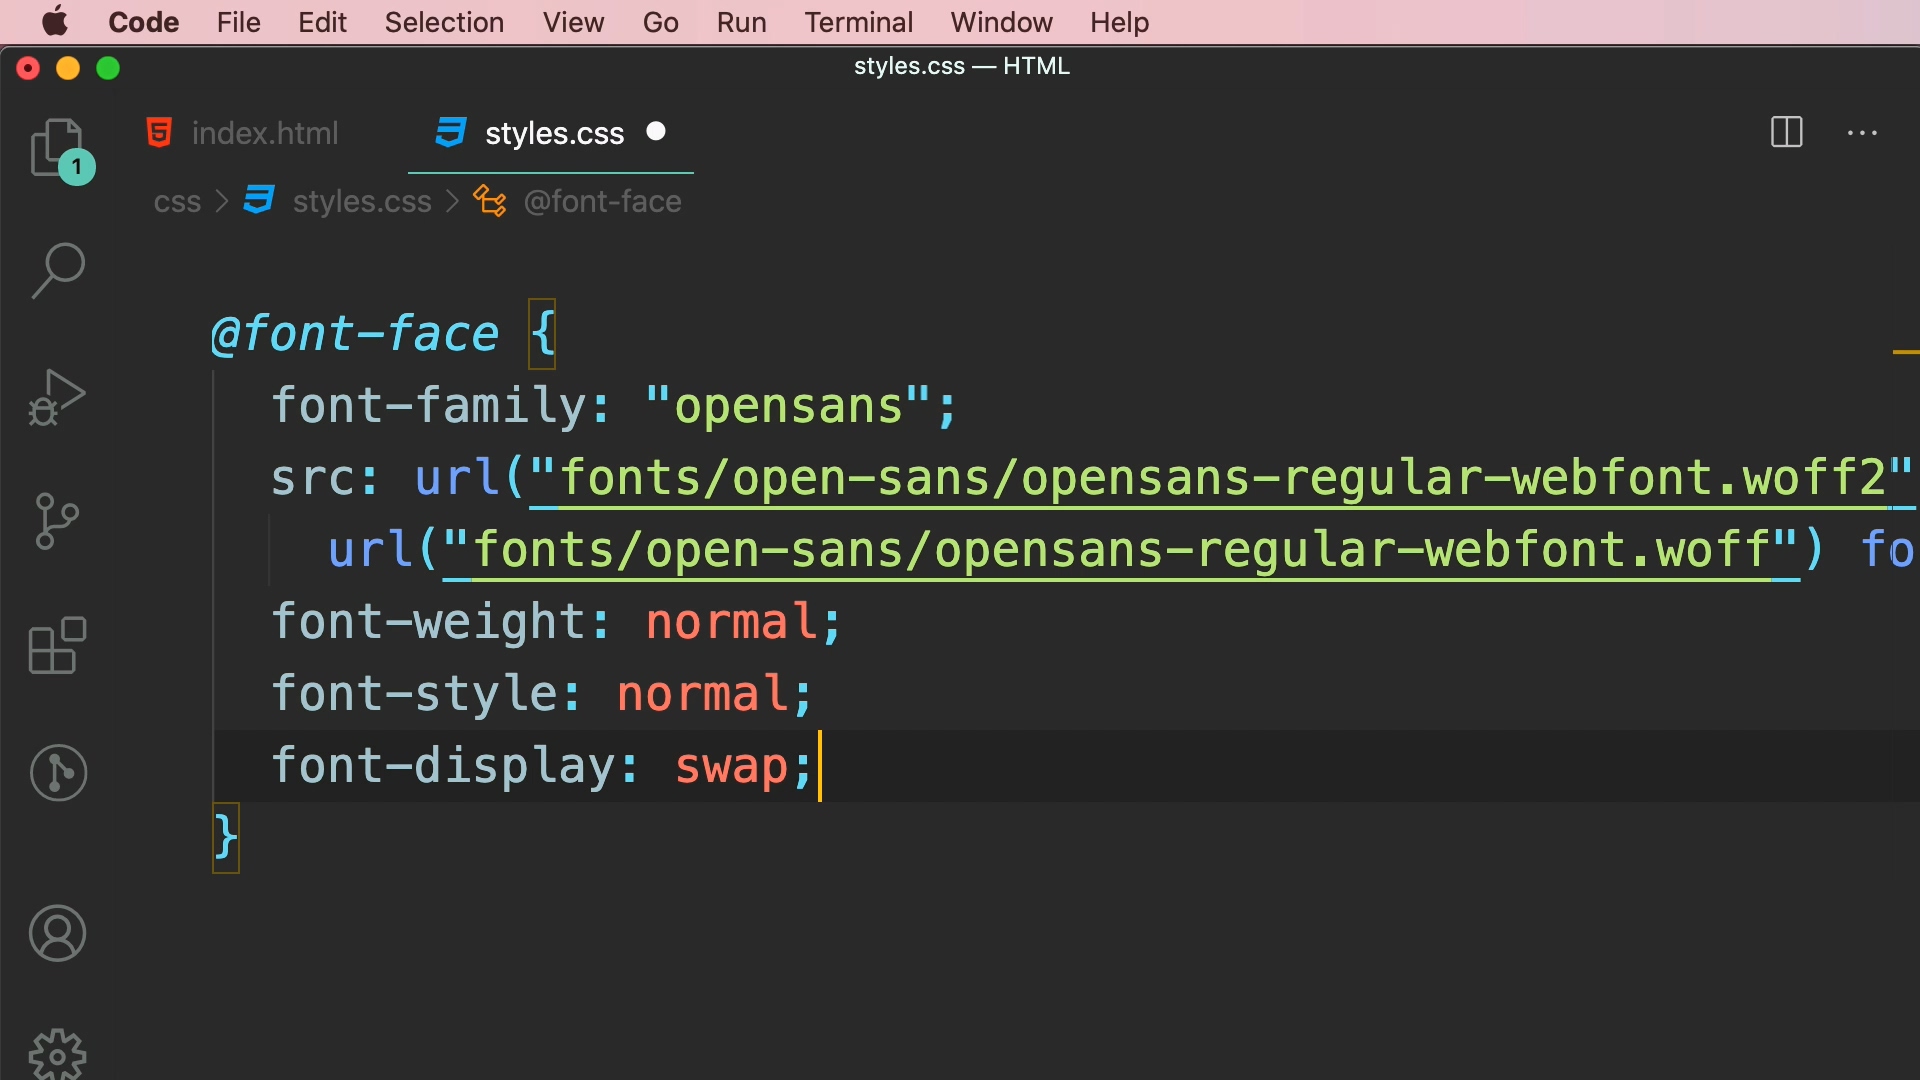 Code File Edit Selection View Go Run Terminal Window Help
styles.css — HTML
index.html styles.css
1
css > styles.css > @font-face
@font-face {
font-family: "opensans";
src: url("fonts/open-sans/opensans-regular-webfont.woff2"
url("fonts/open-sans/opensans-regular-webfont.woff") fo
font-weight: normal;
font-style: normal;
font-display: swap;
}